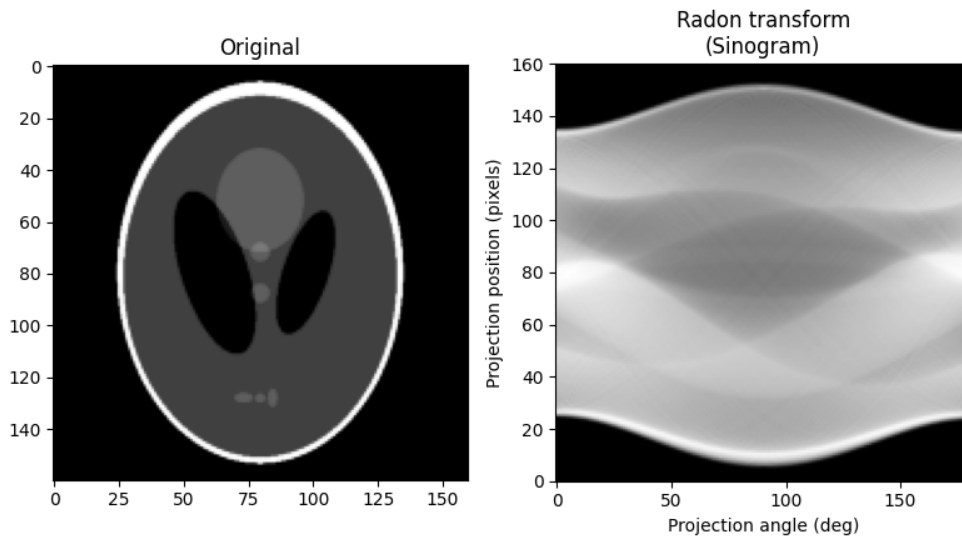 Original
0
20
40
60
80
100
120
140
0 25 50 75 100 125 150
Radon transform
(Sinogram)
Projection position (pixels)
160
140
120
100
80
60
40
20
0
0 50 100 150
Projection angle (deg)